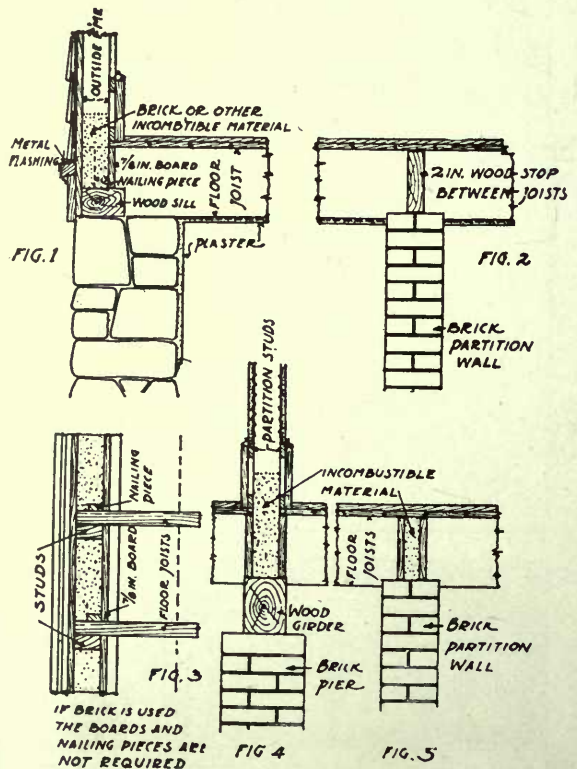 OUTSIDE
BRICK OR OTHER
INCOMBTIBLE MATERIAL
METAL
FLASHING
7/8 IN. BOARD
NAILING PIECE
WOOD SILL
FLOOR
JOIST
PLASTER
FIG. 1
2 IN. WOOD STOP
BETWEEN JOISTS
FIG. 2
BRICK
PARTITION
WALL
NAILING
PIECE
STUDS
7/8 IN. BOARD
FLOOR JOISTS
FIG. 3
IF BRICK IS USED
THE BOARDS AND
NAILING PIECES ARE
NOT REQUIRED
PARTITION STUDS
INCOMBUSTIBLE
MATERIAL
WOOD
GIRDER
BRICK
PIER
FIG 4
FLOOR
JOISTS
BRICK
PARTITION
WALL
FIG. 5